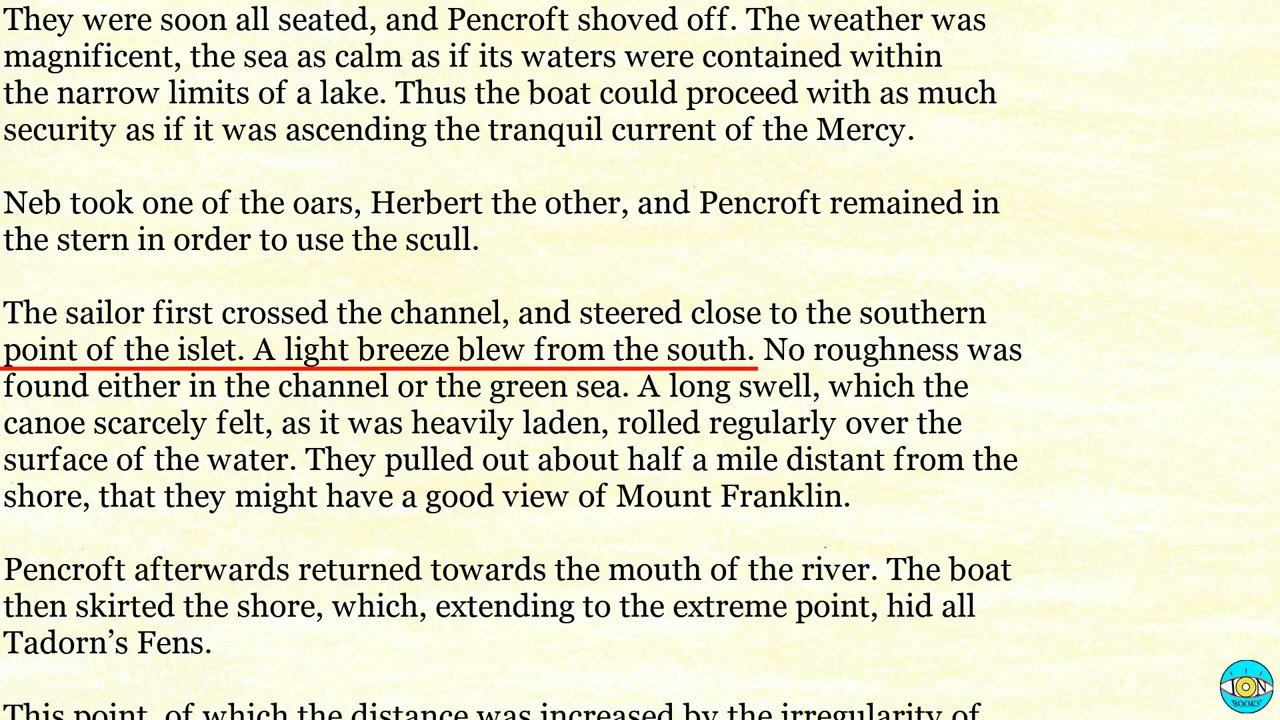 They were soon all seated, and Pencroft shoved off. The weather was
magnificent, the sea as calm as if its waters were contained within
the narrow limits of a lake. Thus the boat could proceed with as much
security as if it was ascending the tranquil current of the Mercy.
Neb took one of the oars, Herbert the other, and Pencroft remained in
the stern in order to use the scull.
The sailor first crossed the channel, and steered close to the southern
point of the islet. A light breeze blew from the south. No roughness was
found either in the channel or the green sea. A long swell, which the
canoe scarcely felt, as it was heavily laden, rolled regularly over the
surface of the water. They pulled out about half a mile distant from the
shore, that they might have a good view of Mount Franklin.
Pencroft afterwards returned towards the mouth of the river. The boat
then skirted the shore, which, extending to the extreme point, hid all
Tadorn’s Fens.
This point, of which the distance was increased by the irregularity of
ION
BOOKS